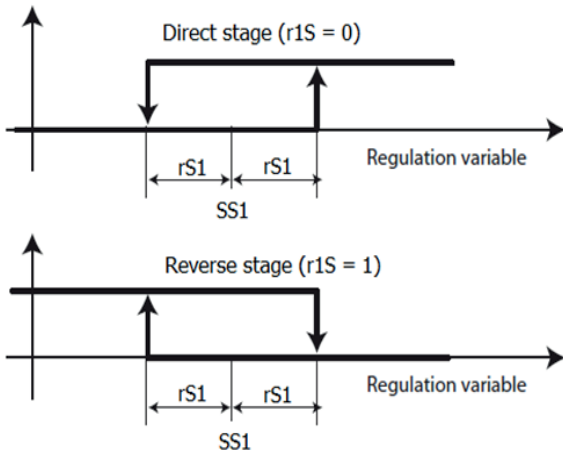 Direct stage (r1S = 0)
Regulation variable
rS1 rS1
SS1
Reverse stage (r1S = 1)
Regulation variable
rS1 rS1
SS1